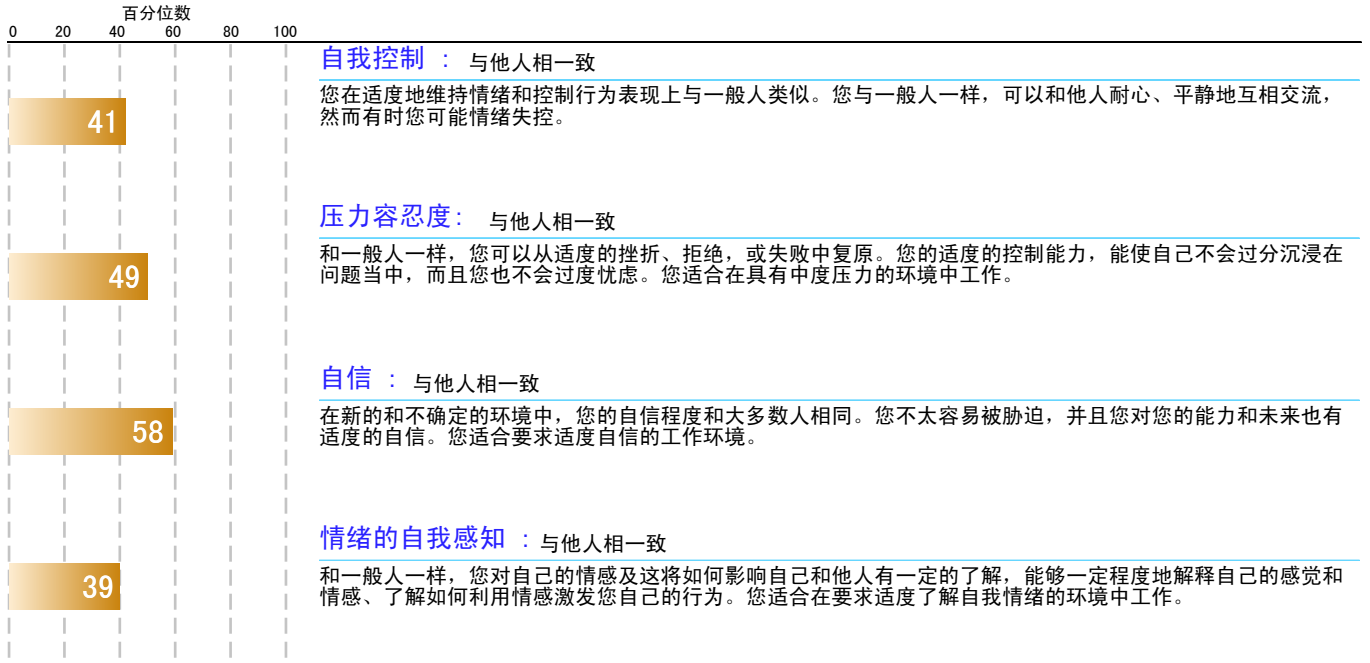 百分位数
0 20 40 60 80 100
自我控制 : 与他人相一致
您在适度地维持情绪和控制行为表现上与一般人类似。您与一般人一样，可以和他人耐心、平静地互相交流，
然而有时您可能情绪失控。
41
压力容忍度: 与他人相一致
和一般人一样，您可以从适度的挫折、拒绝，或失败中复原。您的适度的控制能力，能使自己不会过分沉浸在
问题当中，而且您也不会过度忧虑。您适合在具有中度压力的环境中工作。
49
自信 : 与他人相一致
在新的和不确定的环境中，您的自信程度和大多数人相同。您不太容易被胁迫，并且您对您的能力和未来也有
适度的自信。您适合要求适度自信的工作环境。
58
情绪的自我感知 : 与他人相一致
和一般人一样，您对自己的情感及这将如何影响自己和他人有一定的了解，能够一定程度地解释自己的感觉和
情感、了解如何利用情感激发您自己的行为。您适合在要求适度了解自我情绪的环境中工作。
39